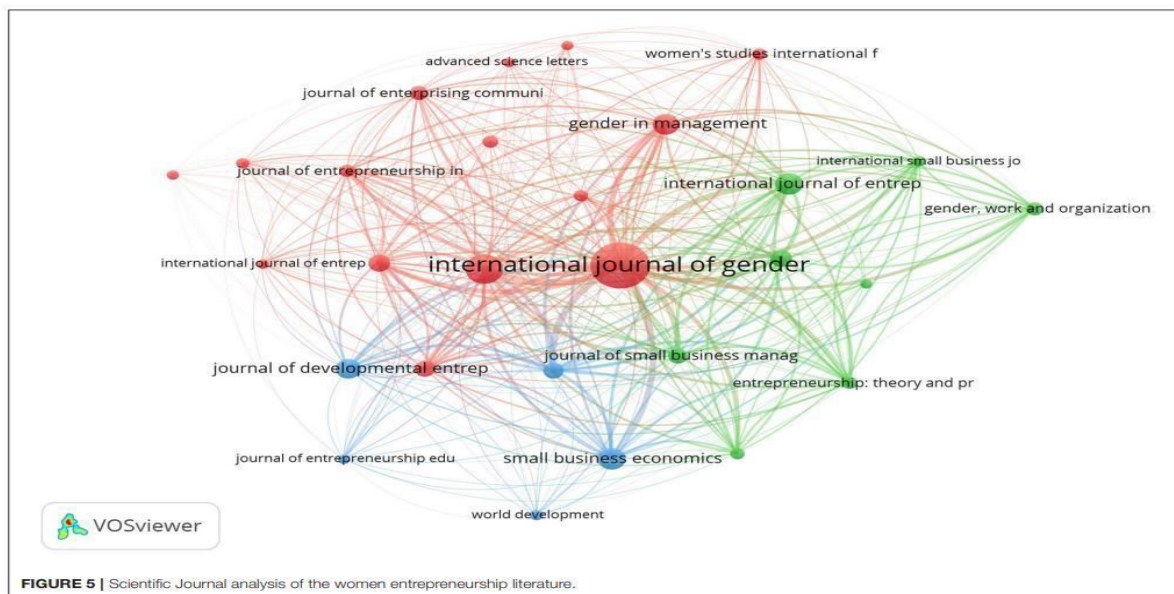 women's studies international f
advanced science letters
journal of enterprising communi
gender in management
international small business jo
journal of entrepreneurship in
international journal of entrep
gender, work and organization
international journal of entrep
international journal of gender
journal of small business manag
journal of developmental entrep
entrepreneurship: theory and pr
journal of entrepreneurship edu
small business economics
world development
VOSviewer
FIGURE 5 | Scientific Journal analysis of the women entrepreneurship literature.